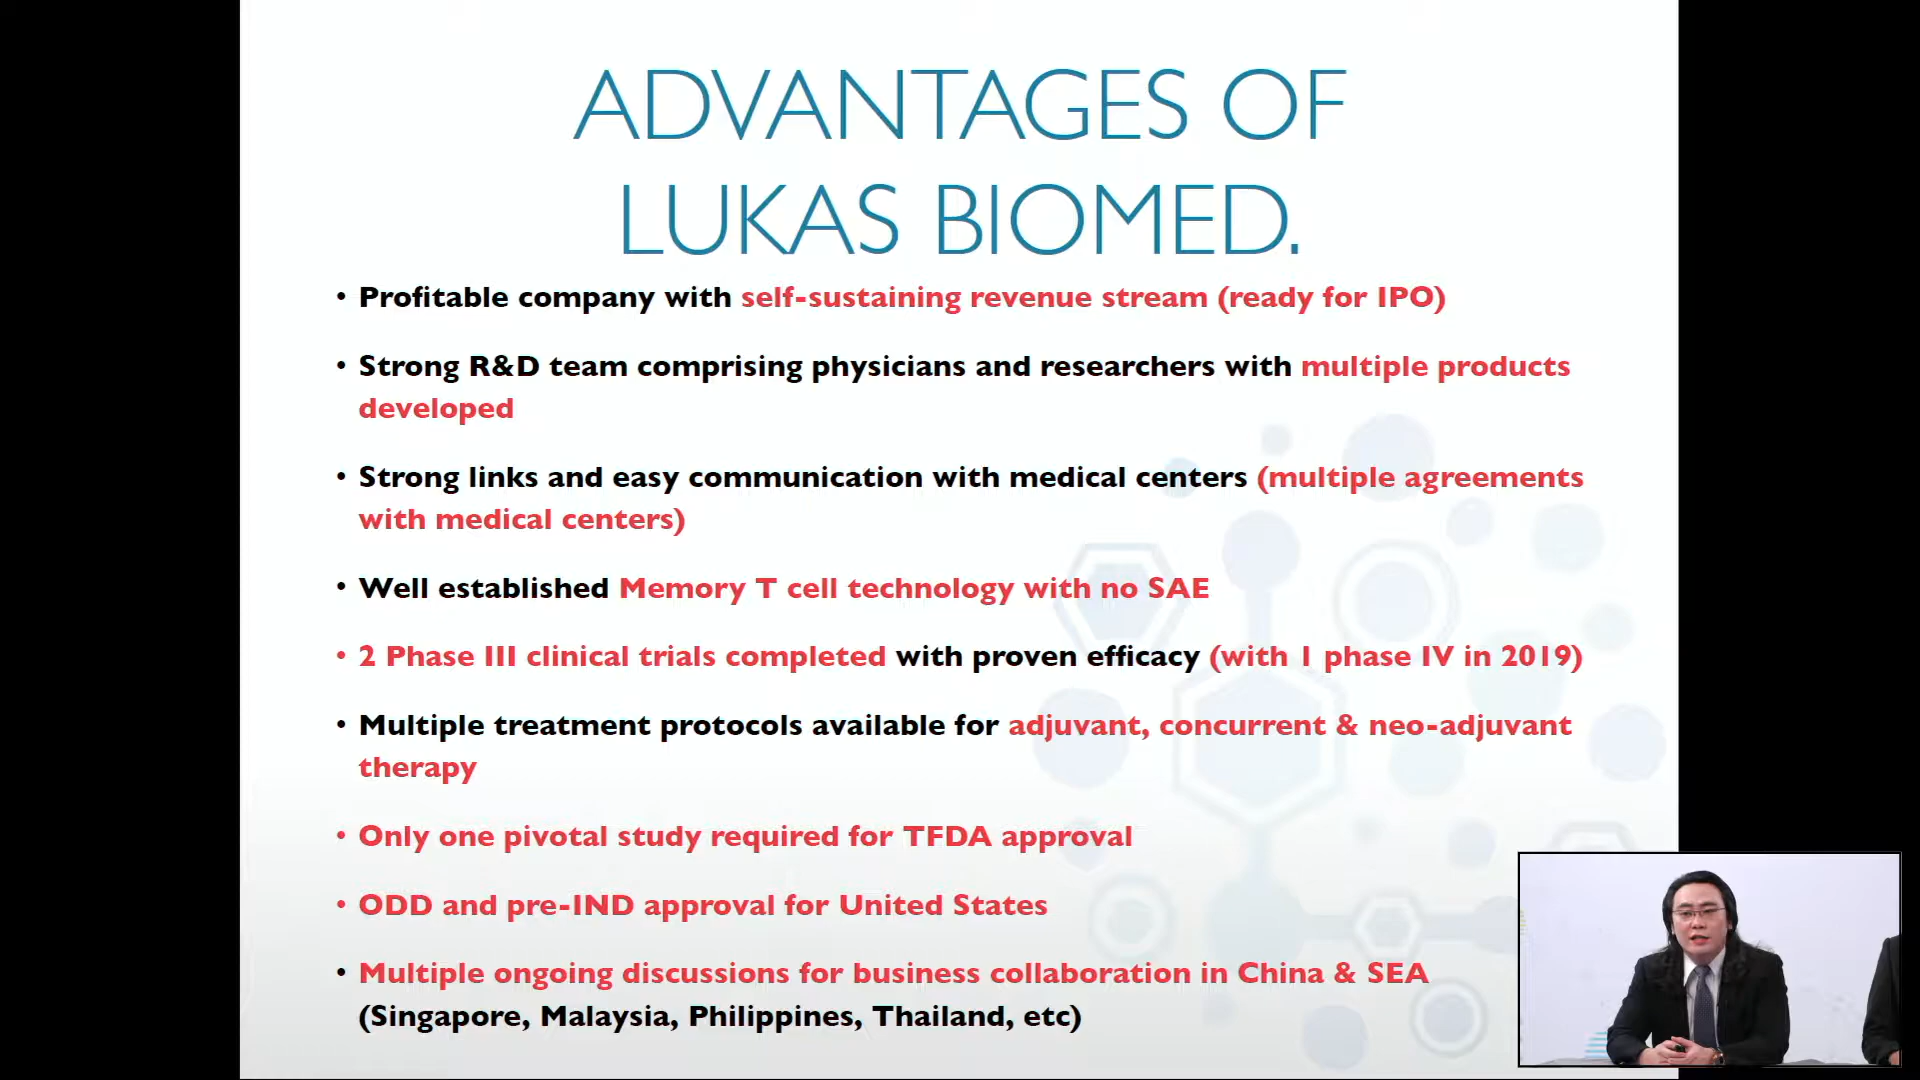 ADVANTAGES OF
LUKAS BIOMED.
• Profitable company with self-sustaining revenue stream (ready for IPO)
• Strong R&D team comprising physicians and researchers with multiple products
developed
• Strong links and easy communication with medical centers (multiple agreements
with medical centers)
• Well established Memory T cell technology with no SAE
• 2 Phase III clinical trials completed with proven efficacy (with 1 phase IV in 2019)
• Multiple treatment protocols available for adjuvant, concurrent & neo-adjuvant
therapy
• Only one pivotal study required for TFDA approval
• ODD and pre-IND approval for United States
• Multiple ongoing discussions for business collaboration in China & SEA
(Singapore, Malaysia, Philippines, Thailand, etc)